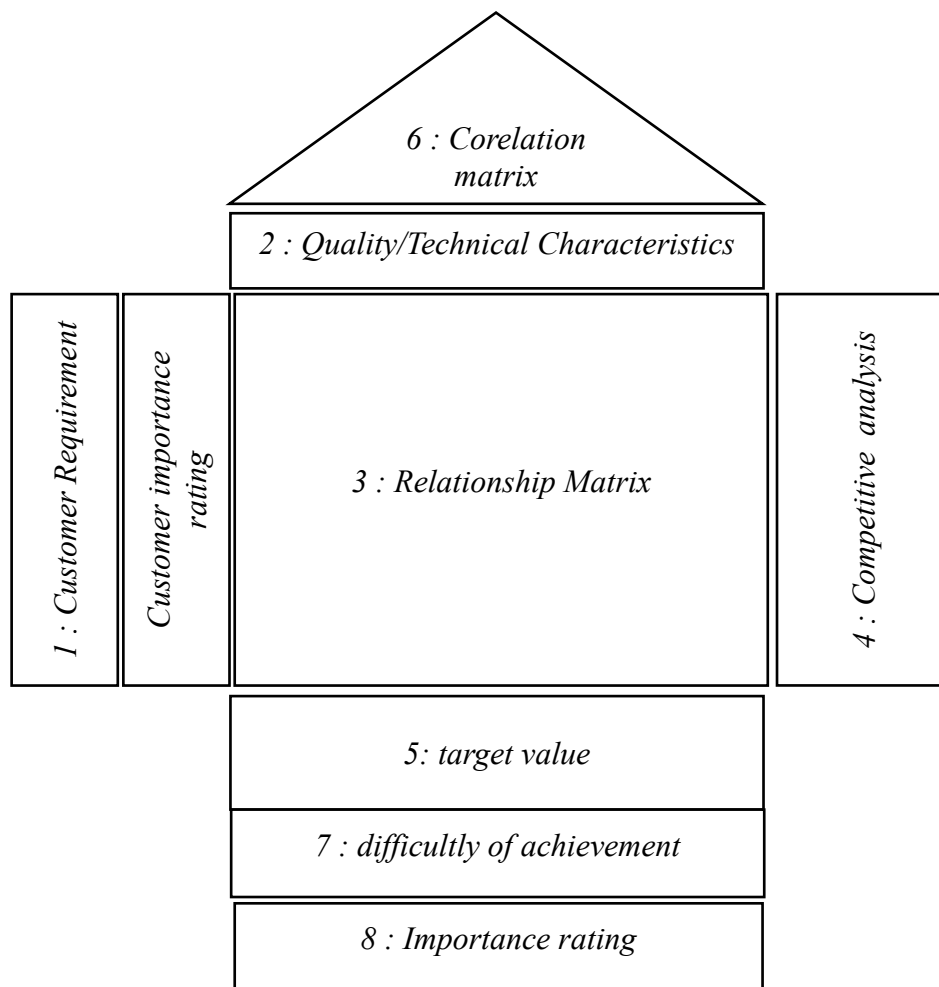 6 : Corelation
matrix
2 : Quality/Technical Characteristics
1 : Customer Requirement
Customer importance
rating
3 : Relationship Matrix
4 : Competitive analysis
5: target value
7 : difficultly of achievement
8 : Importance rating